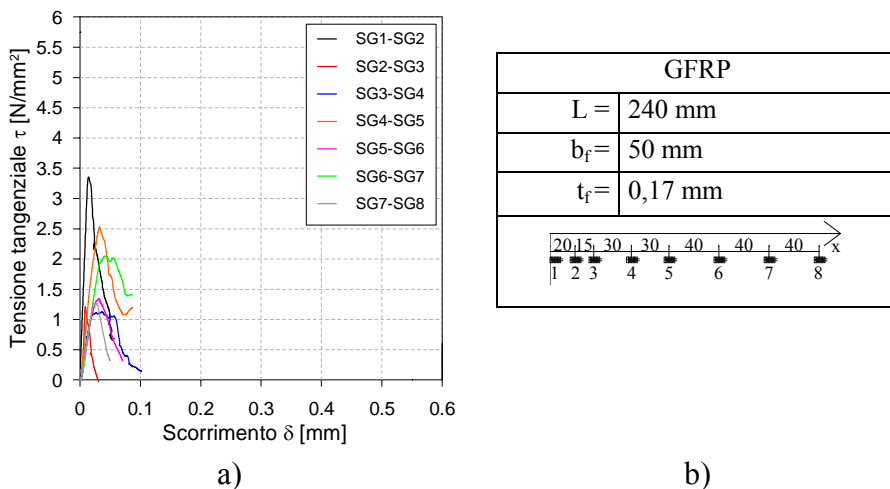 6
5.5
5
4.5
4
3.5
3
2.5
2
1.5
1
0.5
0
Tensione tangenziale τ [N/mm²]
0 0.1 0.2 0.3 0.4 0.5 0.6
Scorrimento δ [mm]
SG1-SG2
SG2-SG3
SG3-SG4
SG4-SG5
SG5-SG6
SG6-SG7
SG7-SG8
a)
GFRP
L = 240 mm
b_f = 50 mm
t_f = 0,17 mm
20 15 30 30 40 40 40 x
1 2 3 4 5 6 7 8
b)